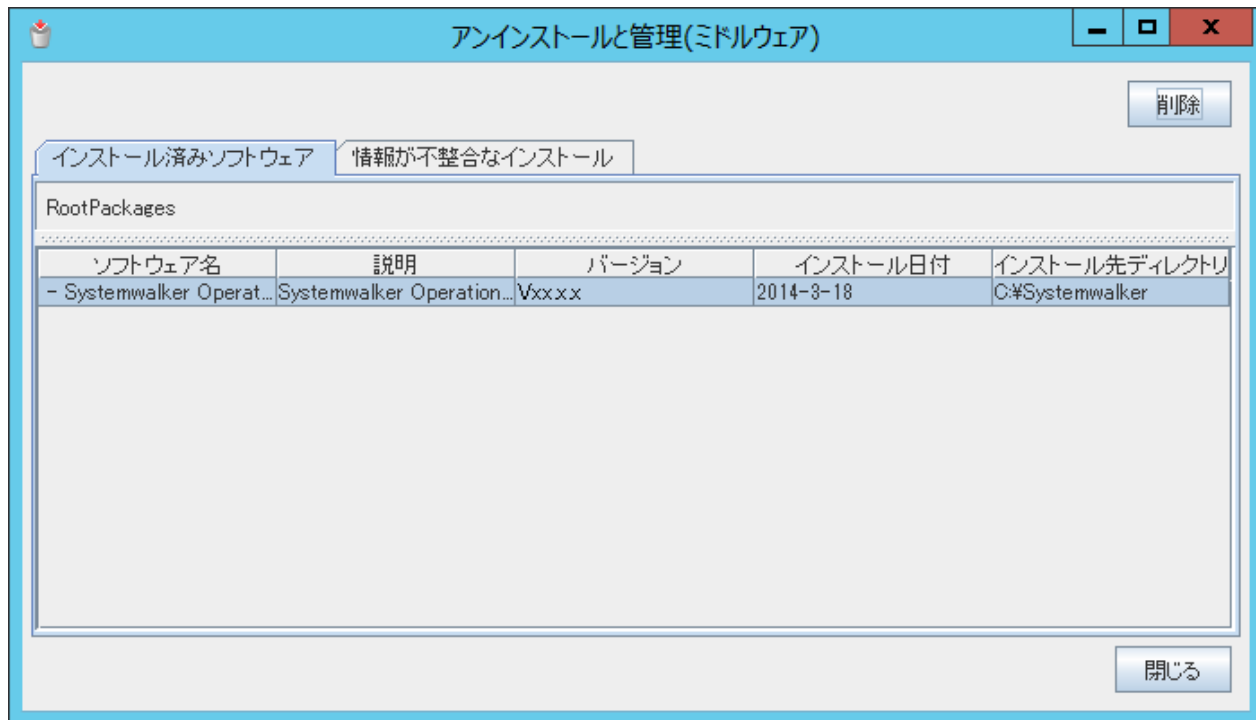 アンインストールと管理(ミドルウェア)
削除
インストール済みソフトウェア 情報が不整合なインストール
RootPackages
ソフトウェア名 説明 バージョン インストール日付 インストール先ディレクトリ
- Systemwalker Operat... Systemwalker Operation... Vxxxx 2014-3-18 C:¥Systemwalker
閉じる